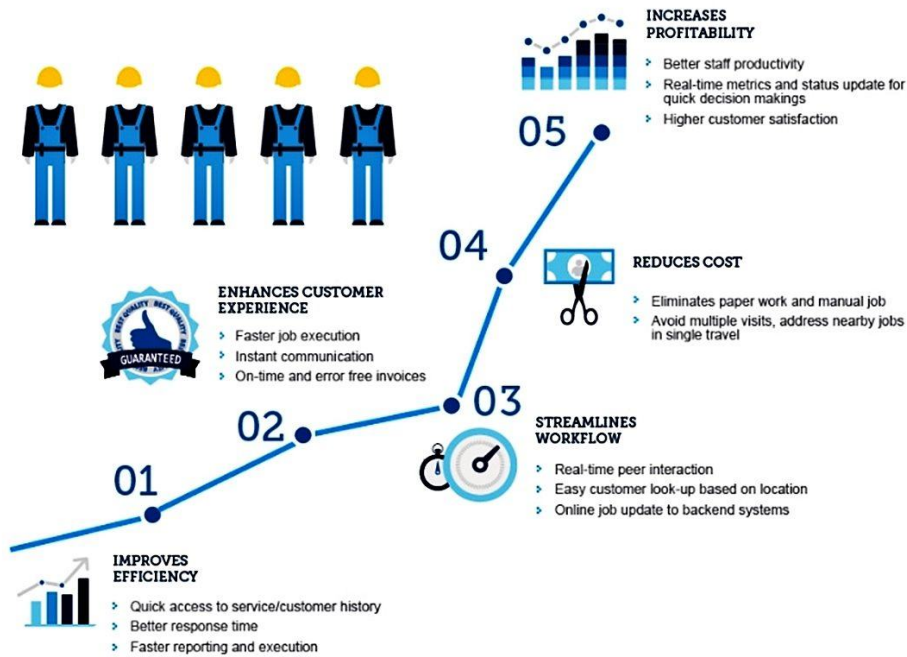 INCREASES
PROFITABILITY
Better staff productivity
Real-time metrics and status update for
quick decision makings
Higher customer satisfaction
05
04
REDUCES COST
Eliminates paper work and manual job
Avoid multiple visits, address nearby jobs
in single travel
ENHANCES CUSTOMER
EXPERIENCE
Faster job execution
Instant communication
On-time and error free invoices
BEST QUALITY BEST QUALITY
GUARANTEED
02
03
STREAMLINES
WORKFLOW
Real-time peer interaction
Easy customer look-up based on location
Online job update to backend systems
01
IMPROVES
EFFICIENCY
Quick access to service/customer history
Better response time
Faster reporting and execution